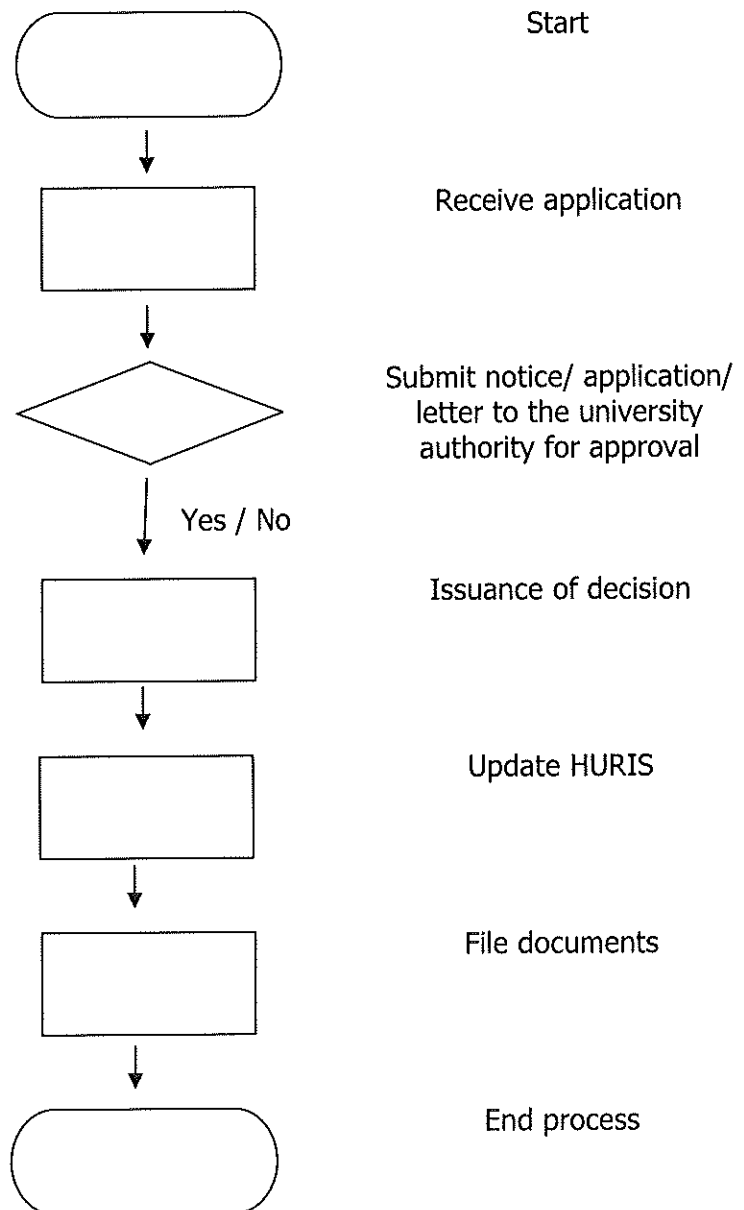 Start
Receive application
Submit notice/ application/
letter to the university
authority for approval
Yes / No
Issuance of decision
Update HURIS
File documents
End process